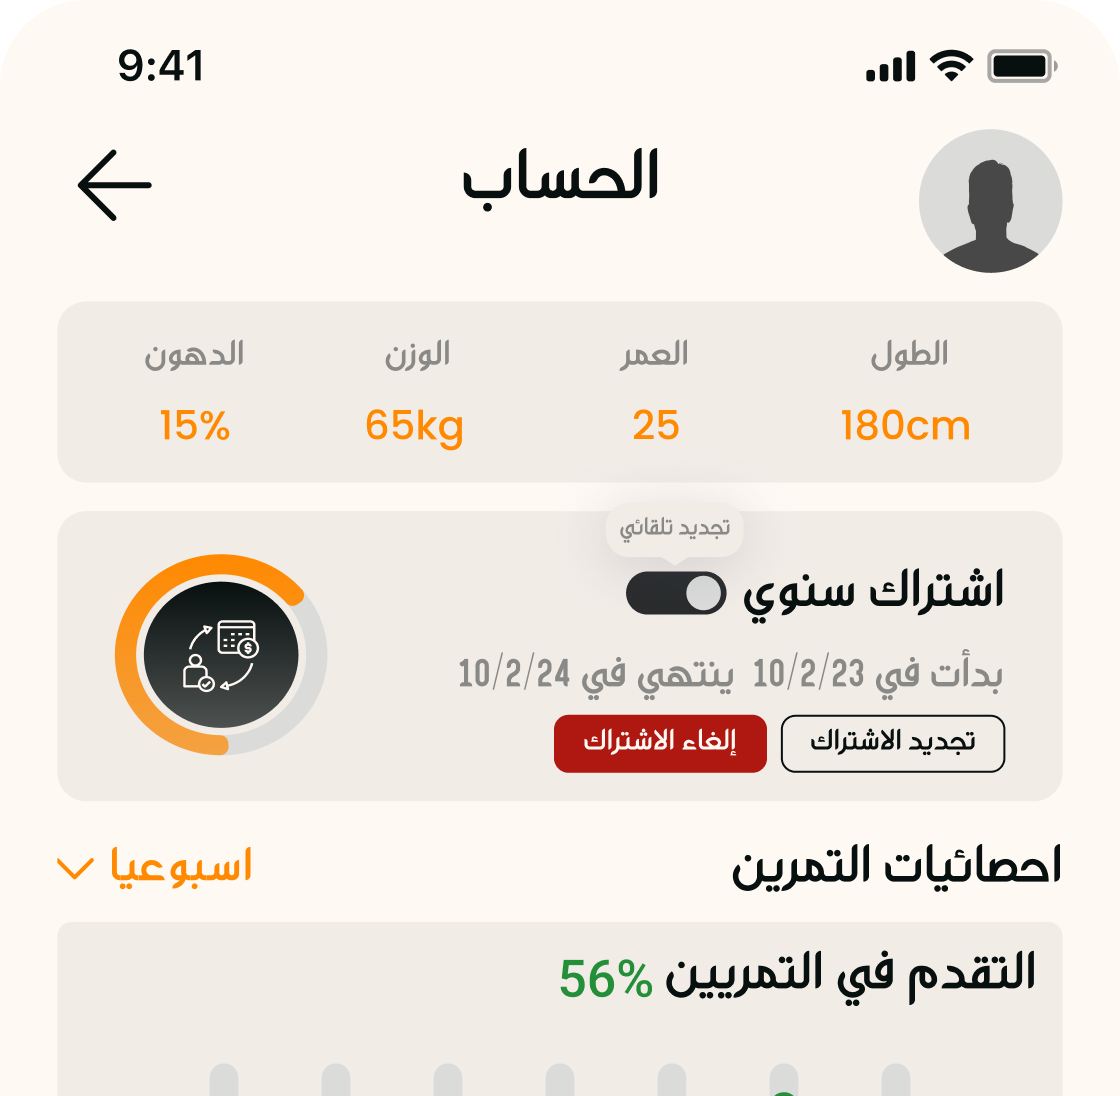 9:41
الحساب
الطول العمر الوزن الدهون
180cm 25 65kg 15%
تجديد تلقائي
اشتراك سنوي
بدأت في 10/2/23 ينتهي في 10/2/24
تجديد الاشتراك إلغاء الاشتراك
احصائيات التمرين اسبوعيا
التقدم في التمريين 56%